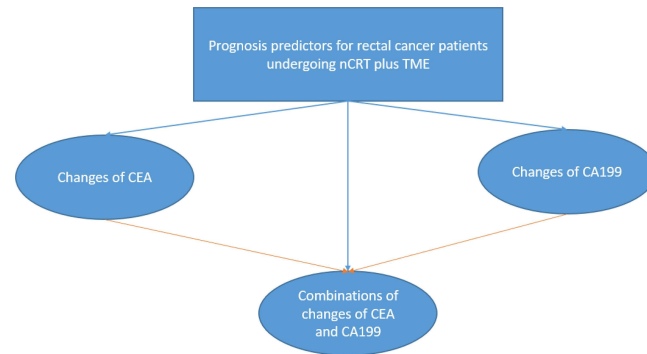 Prognosis predictors for rectal cancer patients
undergoing nCRT plus TME
Changes of CEA
Changes of CA199
Combinations of
changes of CEA
and CA199